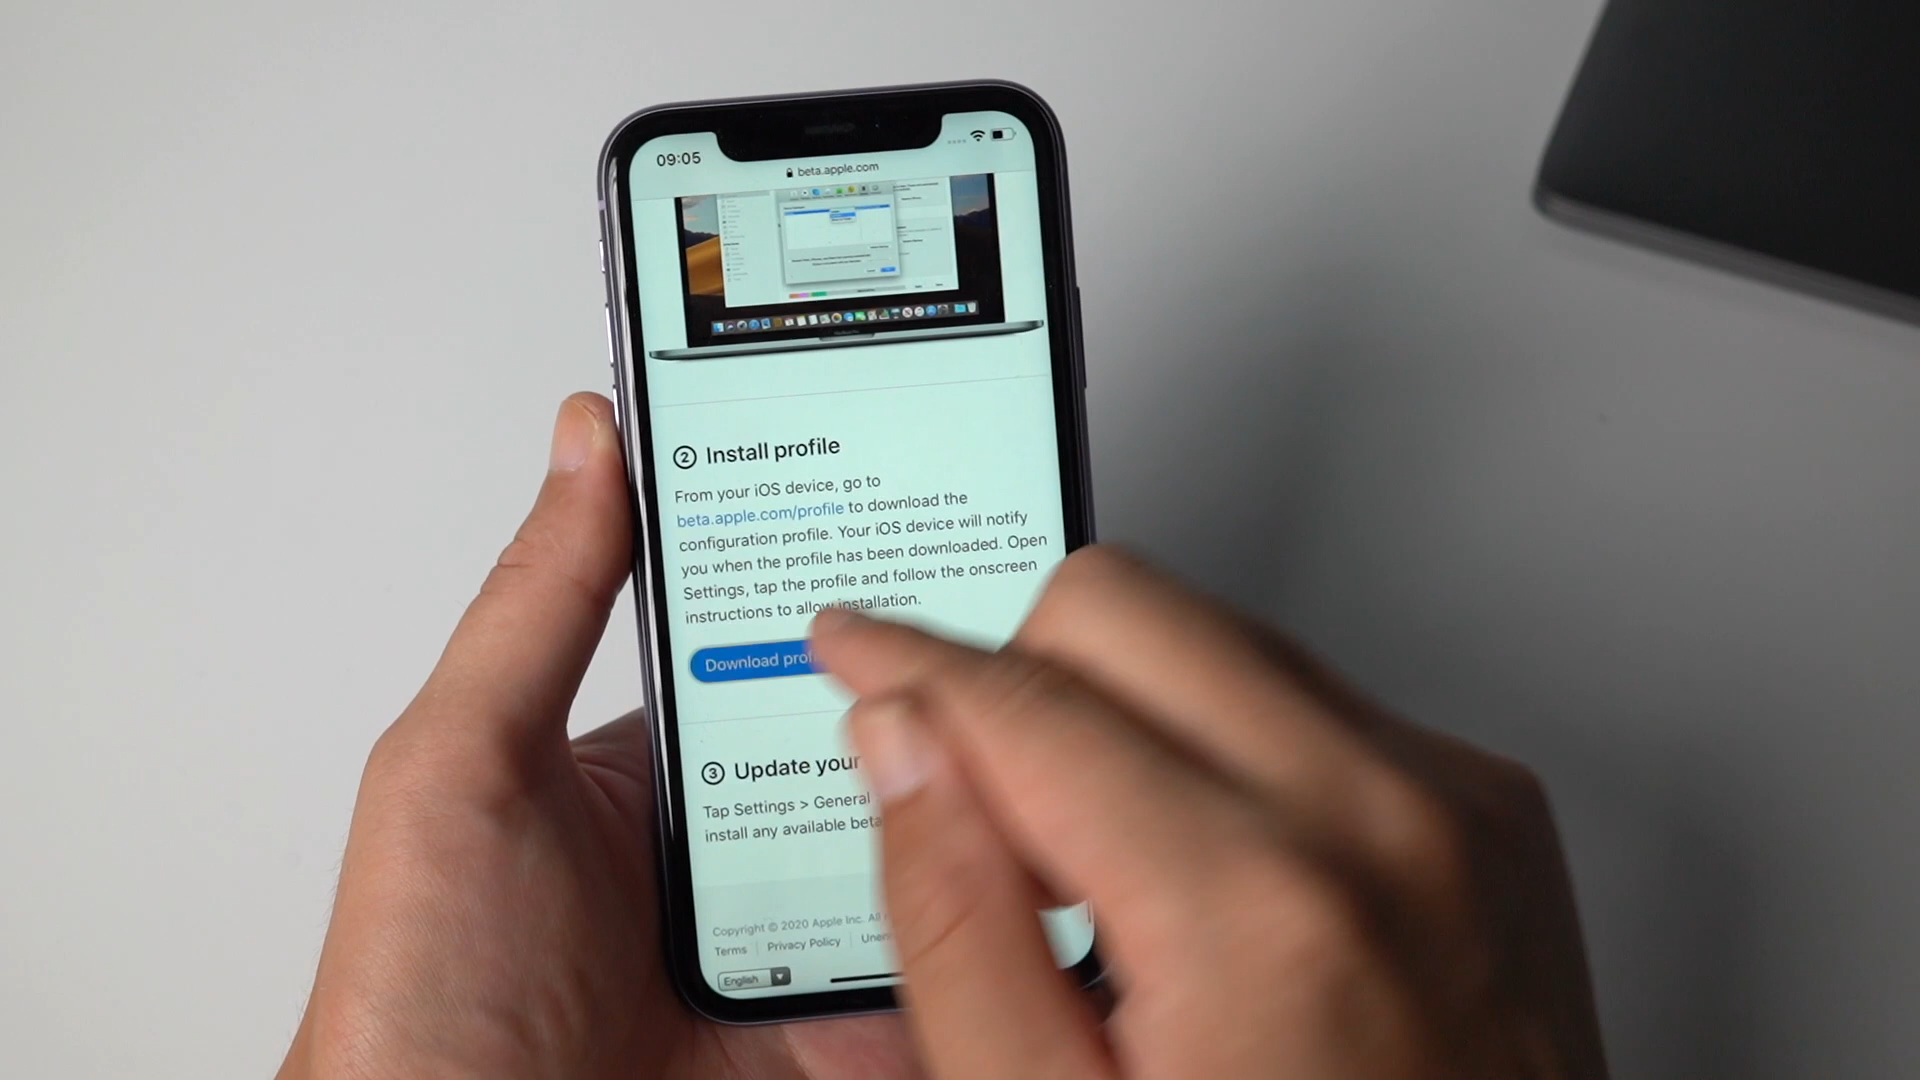 09:05
beta.apple.com
2 Install profile
From your iOS device, go to
beta.apple.com/profile to download the
configuration profile. Your iOS device will notify
you when the profile has been downloaded. Open
Settings, tap the profile and follow the onscreen
instructions to allow installation.
Download
3 Update your
Tap Settings > General
install any available beta
Copyright © 2020 Apple Inc. All
Terms Privacy Policy
English